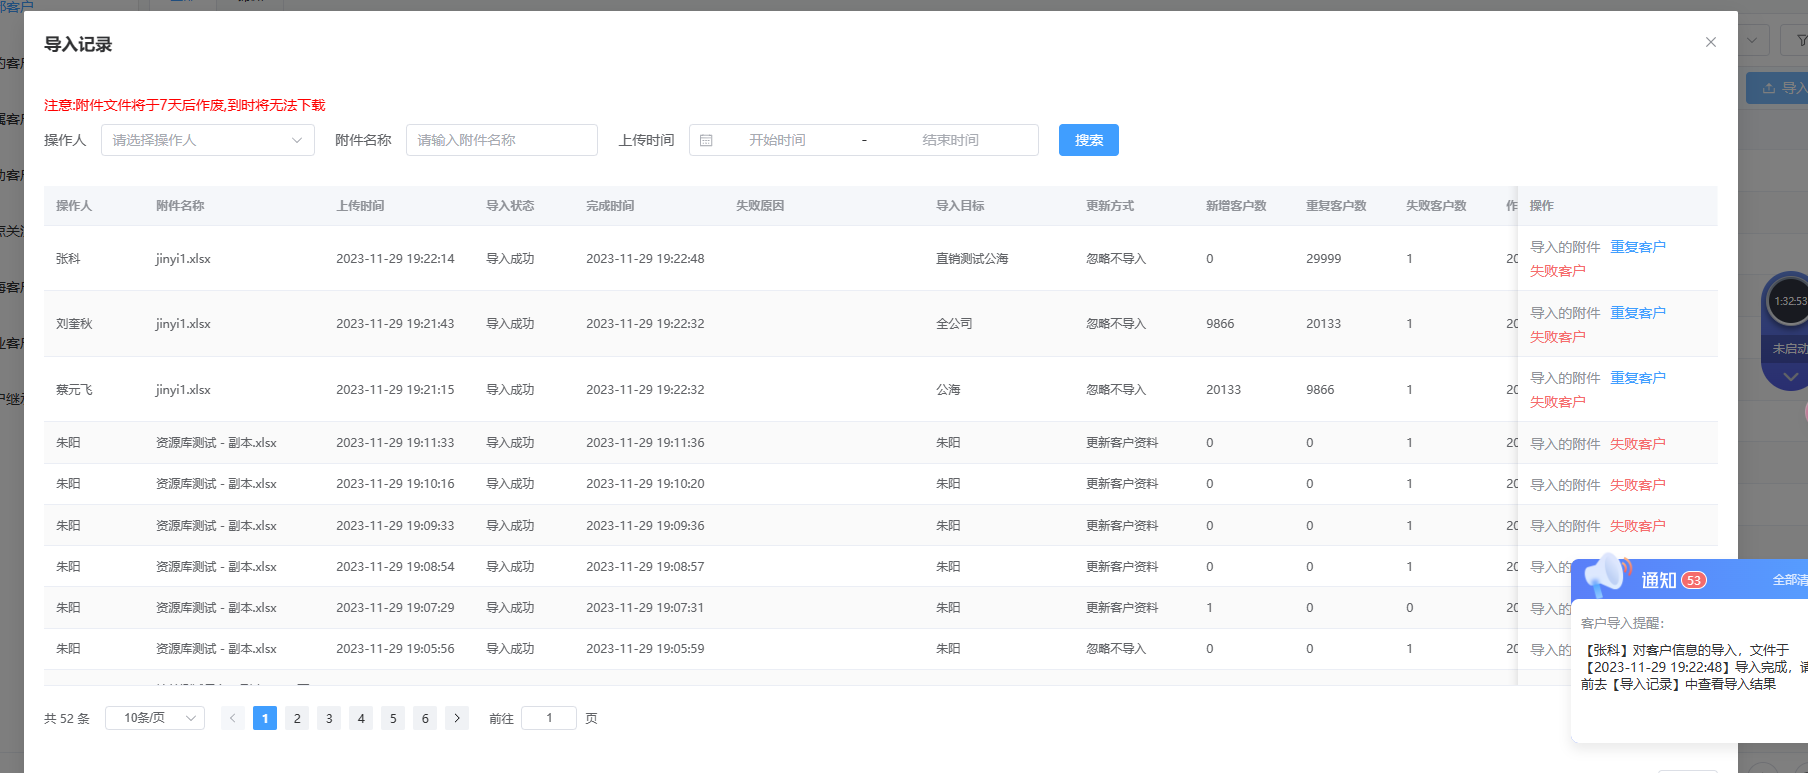 部客户
导入记录
导入
的客户
注意:附件文件将于7天后作废,到时将无法下载
属客户
操作人 请选择操作人 附件名称 请输入附件名称 上传时间 开始时间 - 结束时间 搜索
动客户
操作人 附件名称 上传时间 导入状态 完成时间 失败原因 导入目标 更新方式 新增客户数 重复客户数 失败客户数 作 操作
点关注
张科 jinyi1.xlsx 2023-11-29 19:22:14 导入成功 2023-11-29 19:22:48 直销测试公海 忽略不导入 0 29999 1 20 导入的附件 重复客户
失败客户
海客户
1:32:53
刘奎秋 jinyi1.xlsx 2023-11-29 19:21:43 导入成功 2023-11-29 19:22:32 全公司 忽略不导入 9866 20133 1 20 导入的附件 重复客户
失败客户
业客户
未启动
蔡元飞 jinyi1.xlsx 2023-11-29 19:21:15 导入成功 2023-11-29 19:22:32 公海 忽略不导入 20133 9866 1 20 导入的附件 重复客户
失败客户
户继承
朱阳 资源库测试 - 副本.xlsx 2023-11-29 19:11:33 导入成功 2023-11-29 19:11:36 朱阳 更新客户资料 0 0 1 20 导入的附件 失败客户
朱阳 资源库测试 - 副本.xlsx 2023-11-29 19:10:16 导入成功 2023-11-29 19:10:20 朱阳 更新客户资料 0 0 1 20 导入的附件 失败客户
朱阳 资源库测试 - 副本.xlsx 2023-11-29 19:09:33 导入成功 2023-11-29 19:09:36 朱阳 更新客户资料 0 0 1 20 导入的附件 失败客户
朱阳 资源库测试 - 副本.xlsx 2023-11-29 19:08:54 导入成功 2023-11-29 19:08:57 朱阳 更新客户资料 0 0 1 20 导入的
朱阳 资源库测试 - 副本.xlsx 2023-11-29 19:07:29 导入成功 2023-11-29 19:07:31 朱阳 更新客户资料 1 0 0 20 导入的
朱阳 资源库测试 - 副本.xlsx 2023-11-29 19:05:56 导入成功 2023-11-29 19:05:59 朱阳 忽略不导入 0 0 1 20 导入的
通知 53 全部清
客户导入提醒：
【张科】对客户信息的导入，文件于
【2023-11-29 19:22:48】导入完成，请
前去【导入记录】中查看导入结果
共 52 条 10条/页 1 2 3 4 5 6 前往 1 页